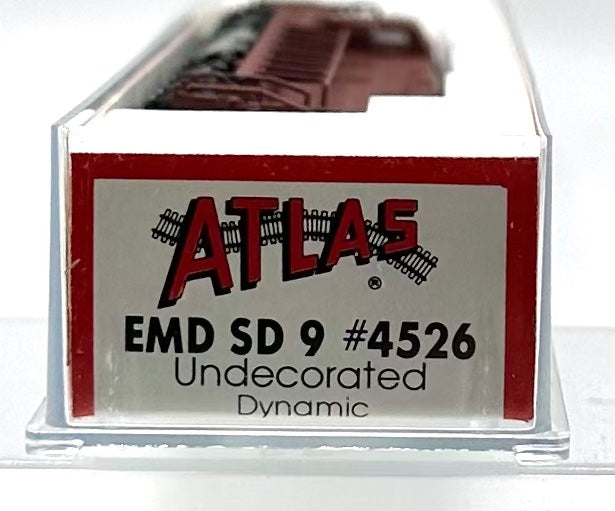 ATLAS ®
EMD SD 9 #4526
Undecorated
Dynamic